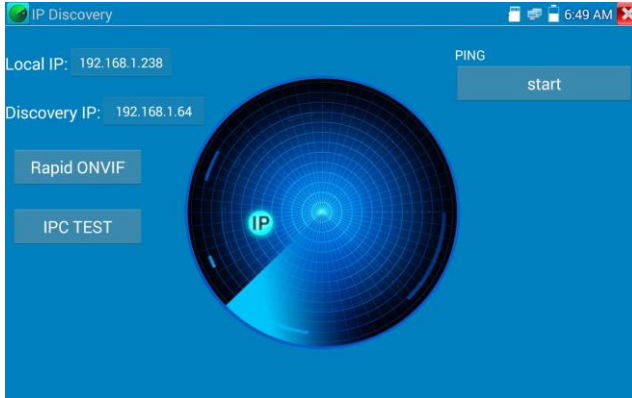 IP Discovery
6:49 AM
Local IP: 192.168.1.238
PING
start
Discovery IP: 192.168.1.64
Rapid ONVIF
IPC TEST
IP